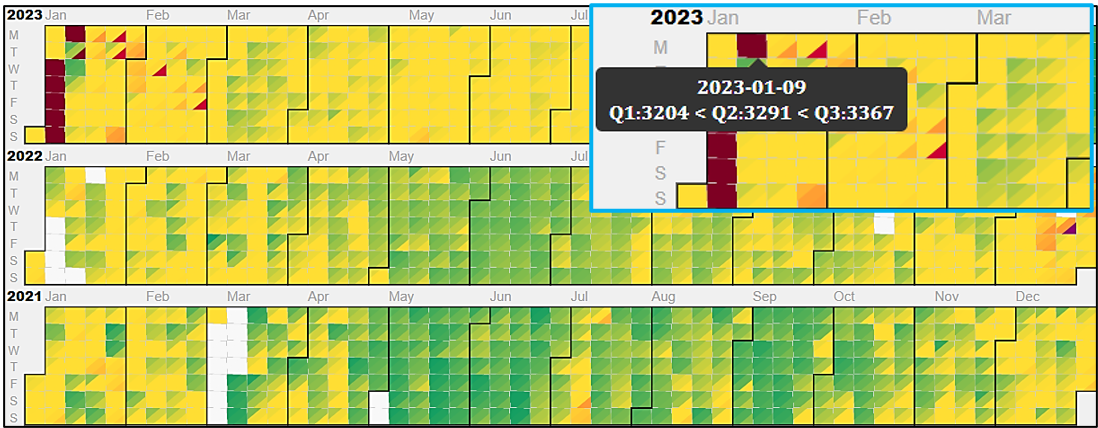 2023 Jan Feb Mar Apr May Jun Jul
M
T
W
T
F
S
S
2023 Jan Feb Mar
M
2023-01-09
Q1:3204 < Q2:3291 < Q3:3367
F
S
S
2022 Jan Feb Mar Apr May Jun Jul
M
T
W
T
F
S
S
2021 Jan Feb Mar Apr May Jun Jul Aug Sep Oct Nov Dec
M
T
W
T
F
S
S